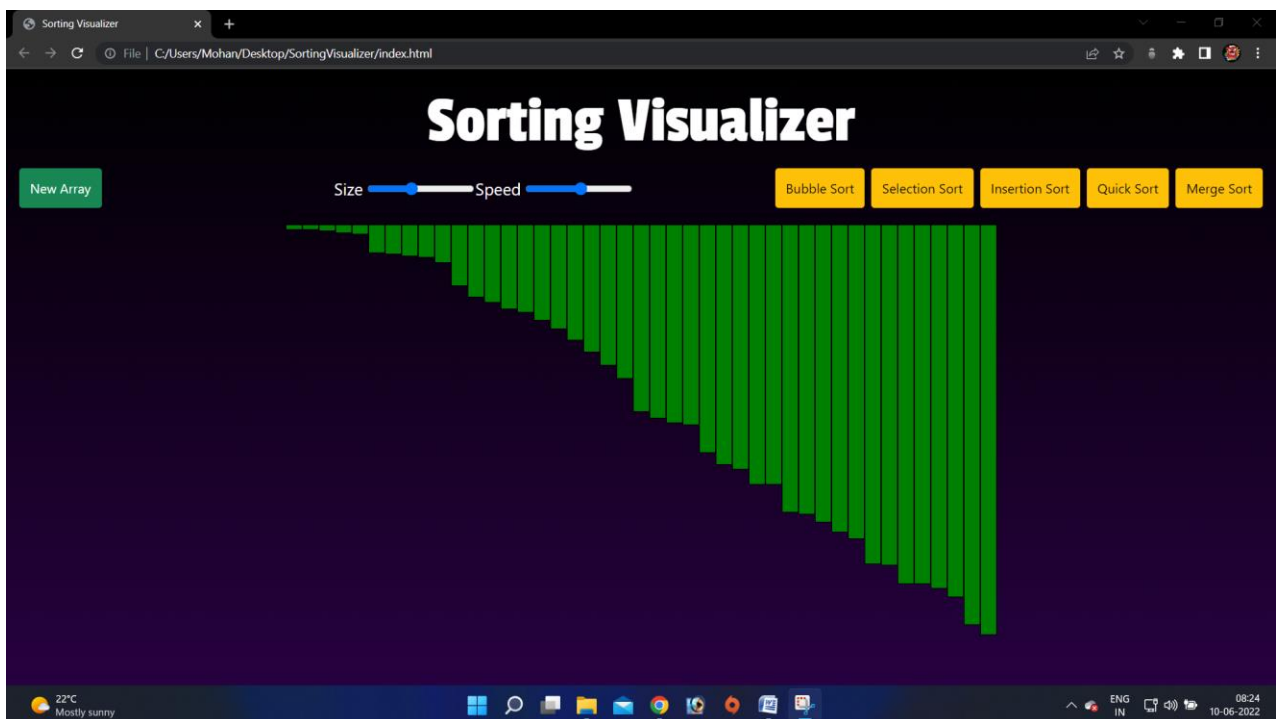 Sorting Visualizer
File | C:/Users/Mohan/Desktop/SortingVisualizer/index.html
Sorting Visualizer
New Array
Size
Speed
Bubble Sort
Selection Sort
Insertion Sort
Quick Sort
Merge Sort
22°C
Mostly sunny
ENG
IN
08:24
10-06-2022